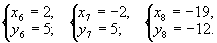 {x₆ = 2, {x₇ = −2, {x₈ = −19,
{y₆ = 5; {y₇ = 5; {y₈ = −12.